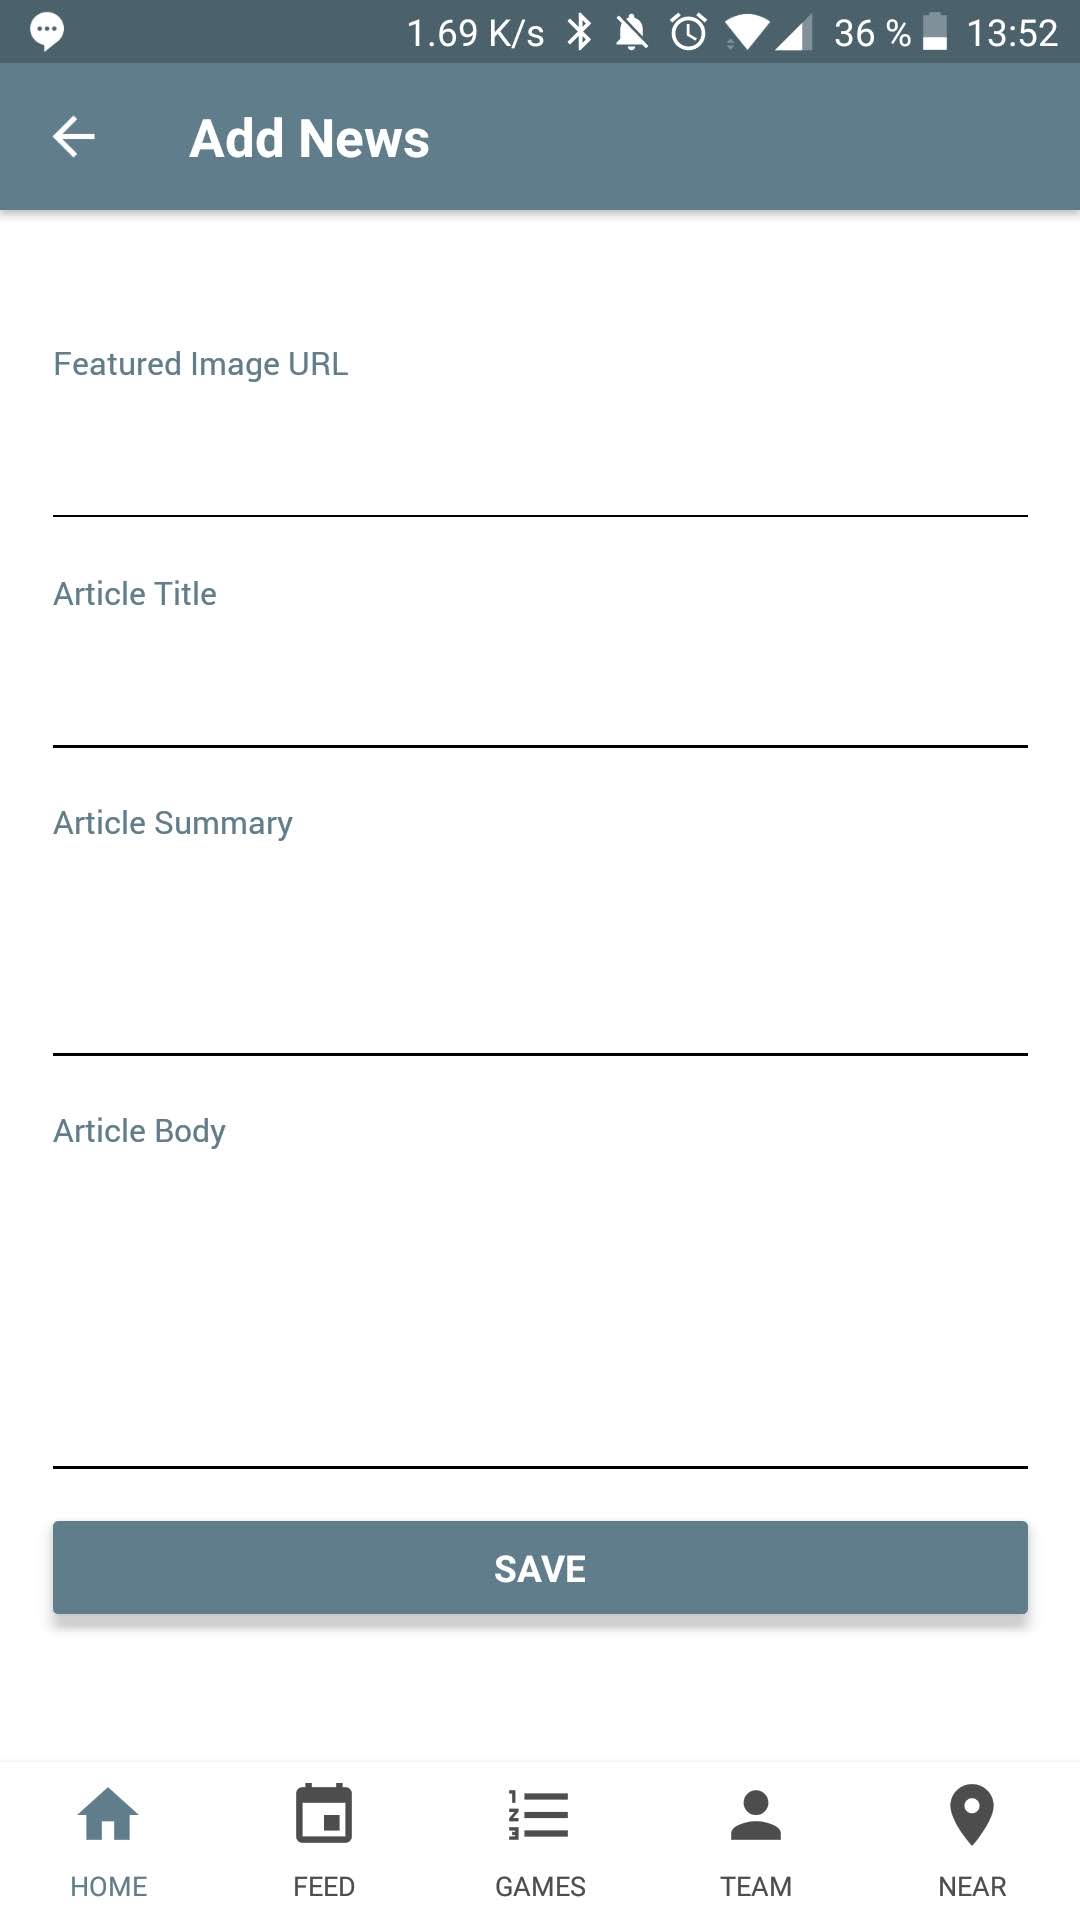 1.69 K/s 36 % 13:52
Add News
Featured Image URL
Article Title
Article Summary
Article Body
SAVE
HOME FEED GAMES TEAM NEAR